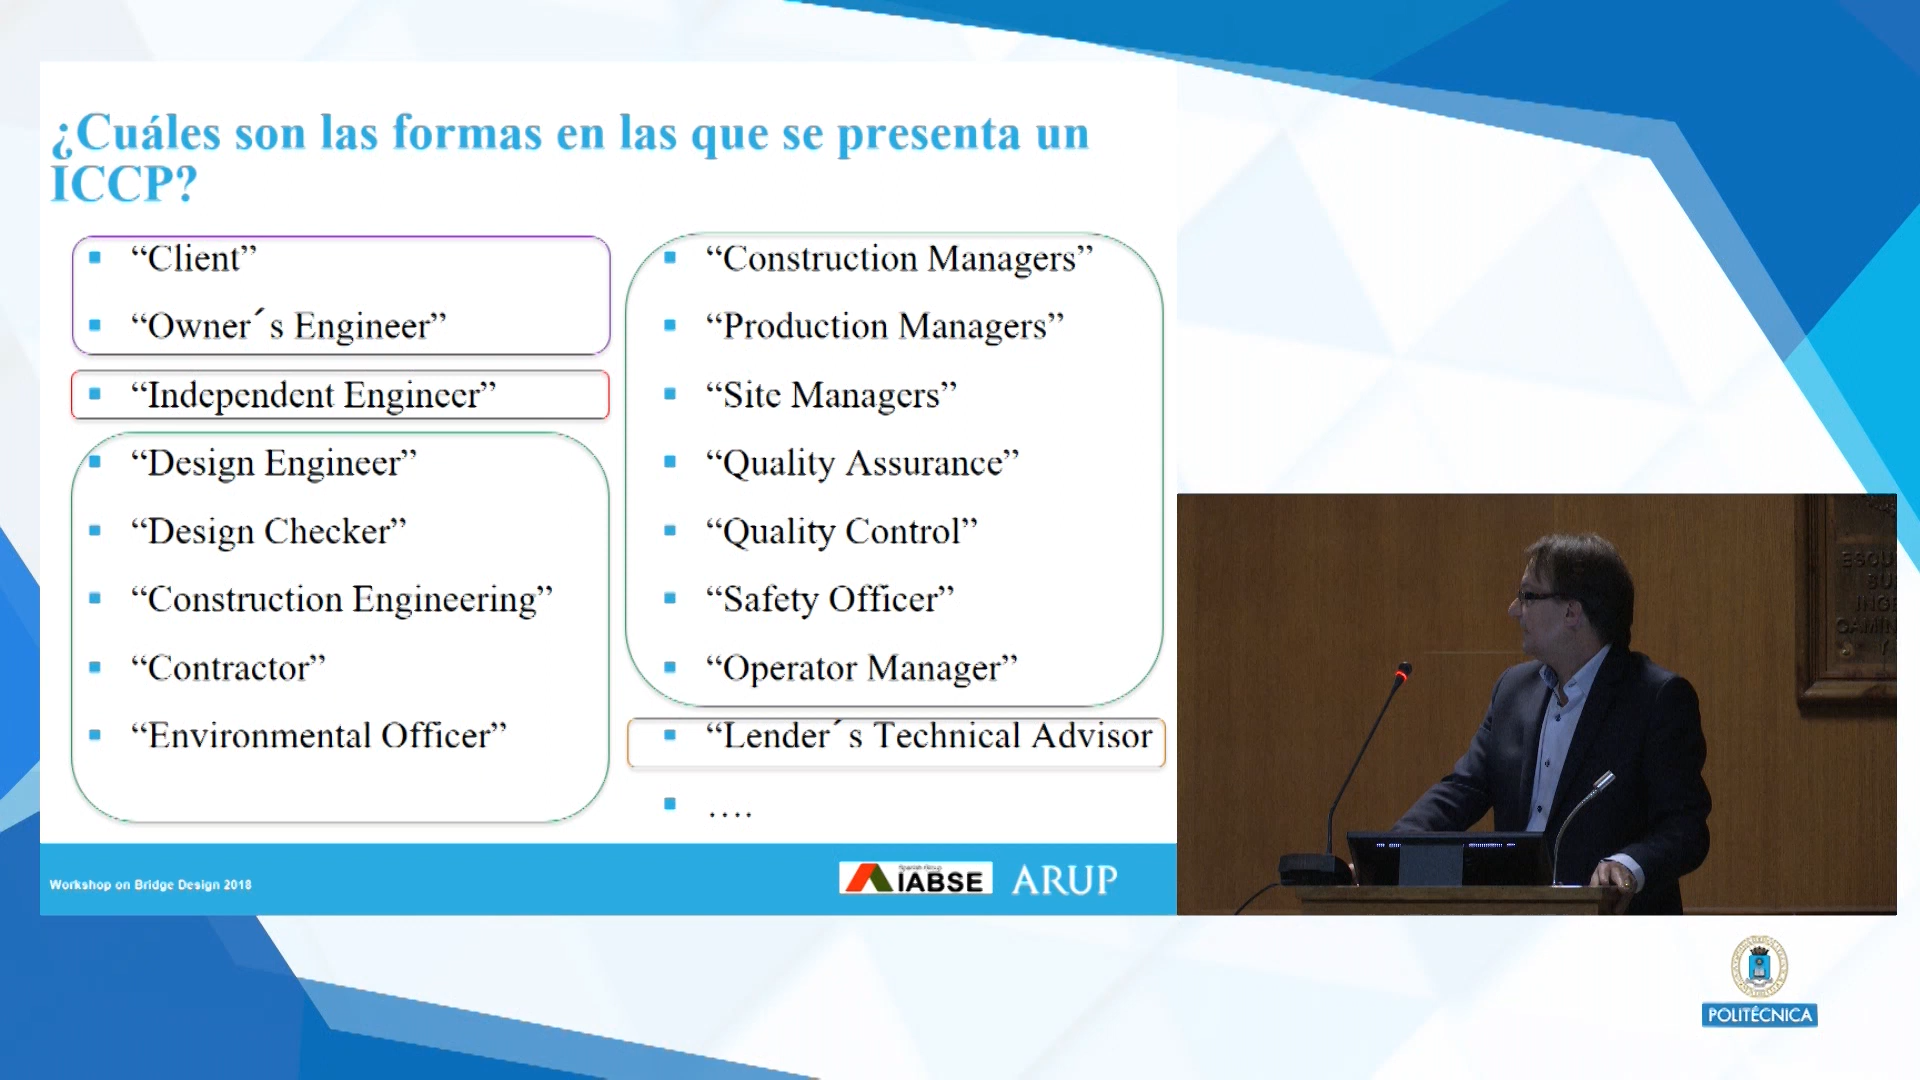 ¿Cuáles son las formas en las que se presenta un
ICCP?
“Client”
“Owner´s Engineer”
“Independent Engineer”
“Design Engineer”
“Design Checker”
“Construction Engineering”
“Contractor”
“Environmental Officer”
“Construction Managers”
“Production Managers”
“Site Managers”
“Quality Assurance”
“Quality Control”
“Safety Officer”
“Operator Manager”
“Lender´s Technical Advisor
....
Workshop on Bridge Design 2018
Spanish Group
IABSE
ARUP
POLITÉCNICA